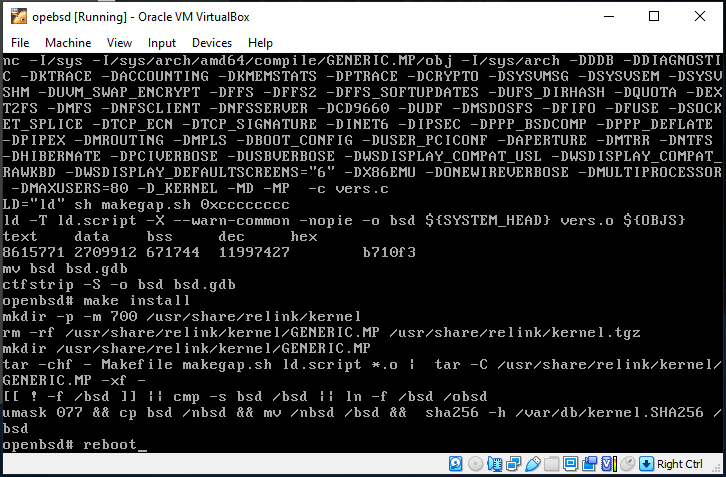 opebsd [Running] - Oracle VM VirtualBox
File Machine View Input Devices Help
nc -I/sys -I/sys/arch/amd64/compile/GENERIC.MP/obj -I/sys/arch -DDDB -DDIAGNOSTI
C -DKTRACE -DACCOUNTING -DKMEMSTATS -DPTRACE -DCRYPTO -DSYSVMSG -DSYSVSEM -DSYSV
SHM -DUVM_SWAP_ENCRYPT -DFFS -DFFS2 -DFFS_SOFTUPDATES -DUFS_DIRHASH -DQUOTA -DEX
T2FS -DMFS -DNFSCLIENT -DNFSSERVER -DCD9660 -DUDF -DMSDOSFS -DFIFO -DFUSE -DSOCK
ET_SPLICE -DTCP_ECN -DTCP_SIGNATURE -DINET6 -DIPSEC -DPPP_BSDCOMP -DPPP_DEFLATE
-DPIPEX -DMROUTING -DMPLS -DBOOT_CONFIG -DUSER_PCICONF -DAPERTURE -DMTRR -DNTFS
-DHIBERNATE -DPCIVERBOSE -DUSBVERBOSE -DWSDISPLAY_COMPAT_USL -DWSDISPLAY_COMPAT_
RAWKBD -DWSDISPLAY_DEFAULTSCREENS="6" -DX86EMU -DONEWIREVERBOSE -DMULTIPROCESSOR
-DMAXUSERS=80 -D_KERNEL -MD -MP -c vers.c
LD="ld" sh makegap.sh 0xcccccccc
ld -T ld.script -X --warn-common -nopie -o bsd ${SYSTEM_HEAD} vers.o ${OBJS}
text data bss dec hex
8615771 2709912 671744 11997427 b710f3
mv bsd bsd.gdb
ctfstrip -S -o bsd bsd.gdb
openbsd# make install
mkdir -p -m 700 /usr/share/relink/kernel
rm -rf /usr/share/relink/kernel/GENERIC.MP /usr/share/relink/kernel.tgz
mkdir /usr/share/relink/kernel/GENERIC.MP
tar -chf - Makefile makegap.sh ld.script *.o | tar -C /usr/share/relink/kernel/
GENERIC.MP -xf -
[[ ! -f /bsd ]] || cmp -s bsd /bsd || ln -f /bsd /obsd
umask 077 && cp bsd /nbsd && mv /nbsd /bsd && sha256 -h /var/db/kernel.SHA256 /
bsd
openbsd# reboot_
Right Ctrl